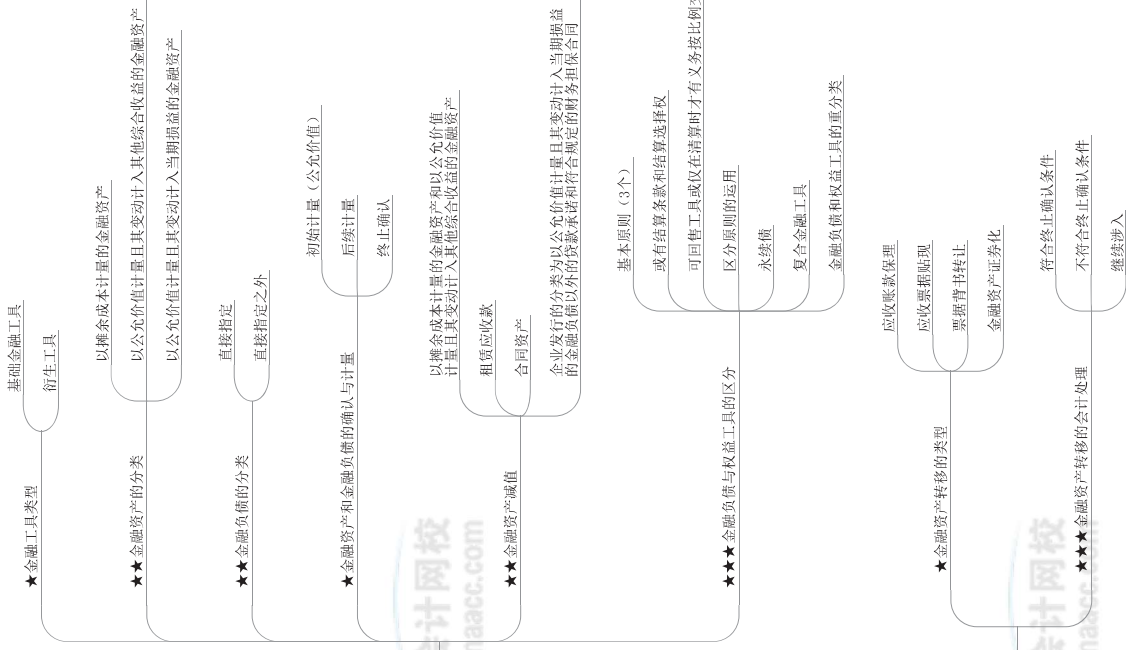 ★金融工具类型
基础金融工具
衍生工具
★★金融资产的分类
以摊余成本计量的金融资产
以公允价值计量且其变动计入其他综合收益的金融资产
以公允价值计量且其变动计入当期损益的金融资产
★★金融负债的分类
直接指定
直接指定之外
★金融资产和金融负债的确认与计量
初始计量（公允价值）
后续计量
终止确认
★★金融资产减值
以摊余成本计量的金融资产和以公允价值
计量且其变动计入其他综合收益的金融资产
租赁应收款
合同资产
企业发行的分类为以公允价值计量且其变动计入当期损益
的金融负债以外的贷款承诺和符合规定的财务担保合同
★★★金融负债与权益工具的区分
基本原则（3个）
或有结算条款和结算选择权
可回售工具或仅在清算时才有义务按比例
区分原则的运用
永续债
复合金融工具
金融负债和权益工具的重分类
★金融资产转移的类型
应收账款保理
应收票据贴现
票据背书转让
金融资产证券化
★★★金融资产转移的会计处理
符合终止确认条件
不符合终止确认条件
继续涉入
计网校
naacc.com
计网校
naacc.com